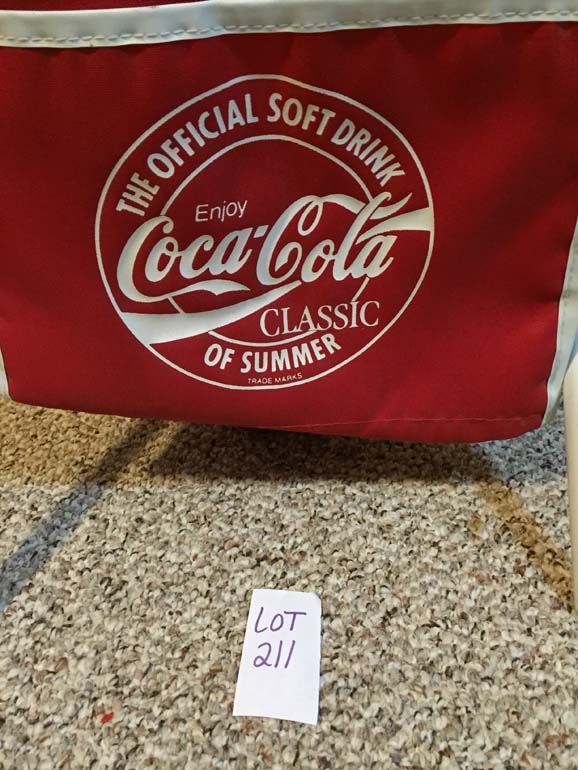 THE OFFICIAL SOFT DRINK
Enjoy
Coca-Cola
CLASSIC
OF SUMMER
TRADE MARKS
LOT
211